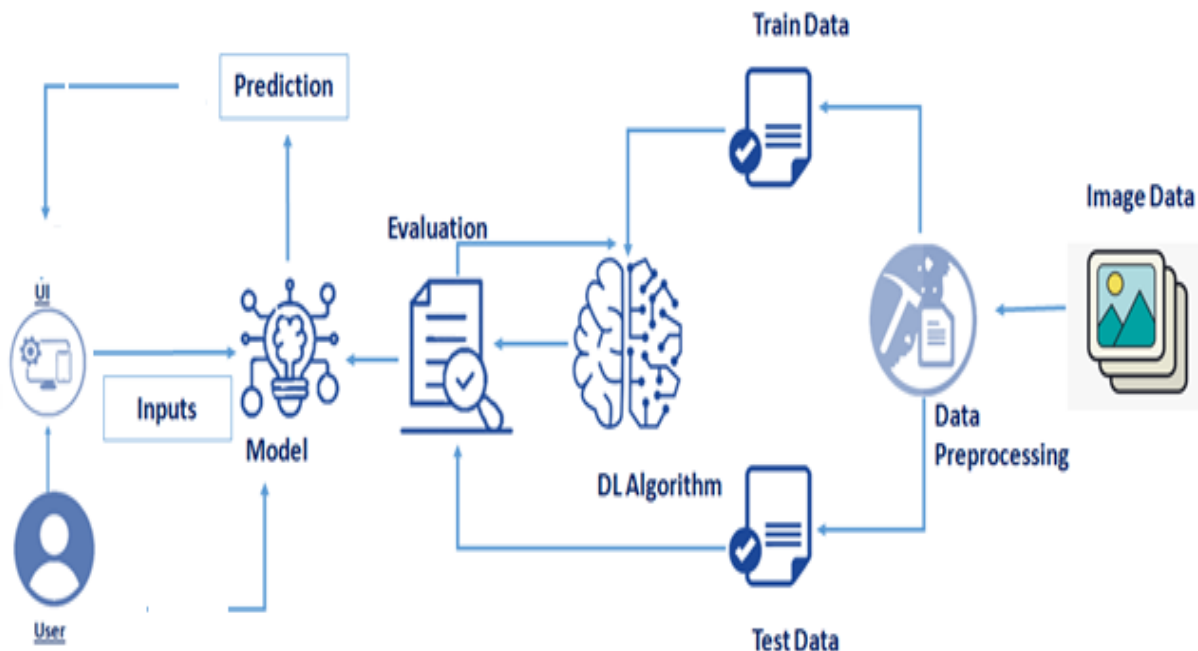 Train Data
Prediction
Image Data
Evaluation
UI
Inputs
Model
Data
Preprocessing
DL Algorithm
User
Test Data